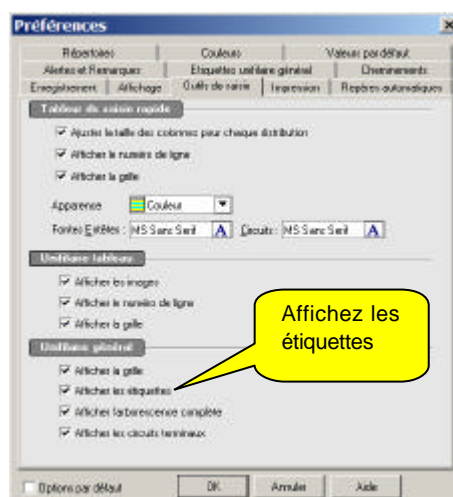 Préférences
Répertoires Couleurs Valeurs par défaut
Alertes et Remarques Etiquettes unifilaire général Cheminements
Enregistrement Affichage Outils de saisie Impression Repères automatiques
Tableur de saisie rapide
Ajuster la taille des colonnes pour chaque distribution
Afficher le numéro de ligne
Afficher la grille
Apparence Couleur
Fontes Entêtes : MS Sans Serif A Circuits : MS Sans Serif A
Unifilaire tableau
Afficher les images
Afficher le numéro de ligne
Afficher la grille
Affichez les
étiquettes
Unifilaire général
Afficher la grille
Afficher les étiquettes
Afficher l'arborescence complète
Afficher les circuits terminaux
Options par défaut OK Annuler Aide